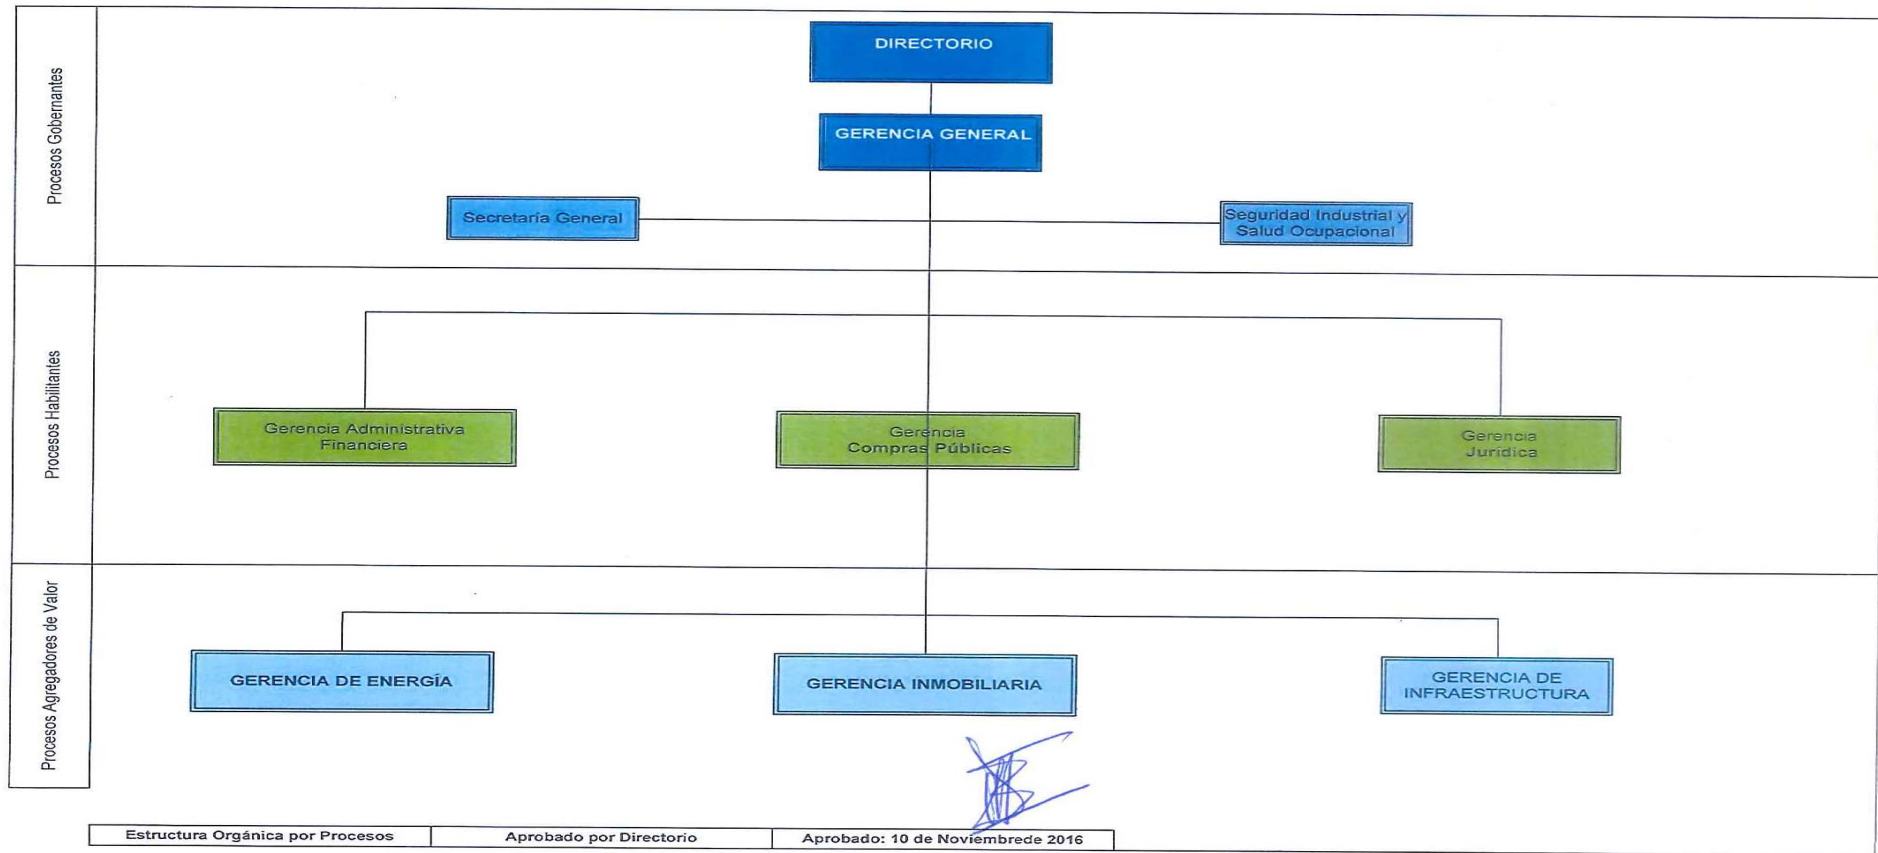 Procesos Gobernantes
DIRECTORIO
GERENCIA GENERAL
Secretaría General
Seguridad Industrial y
Salud Ocupacional
Procesos Habilitantes
Gerencia Administrativa
Financiera
Gerencia
Compras Públicas
Gerencia
Jurídica
Procesos Agregadores de Valor
GERENCIA DE ENERGÍA
GERENCIA INMOBILIARIA
GERENCIA DE
INFRAESTRUCTURA
Estructura Orgánica por Procesos
Aprobado por Directorio
Aprobado: 10 de Noviembrede 2016